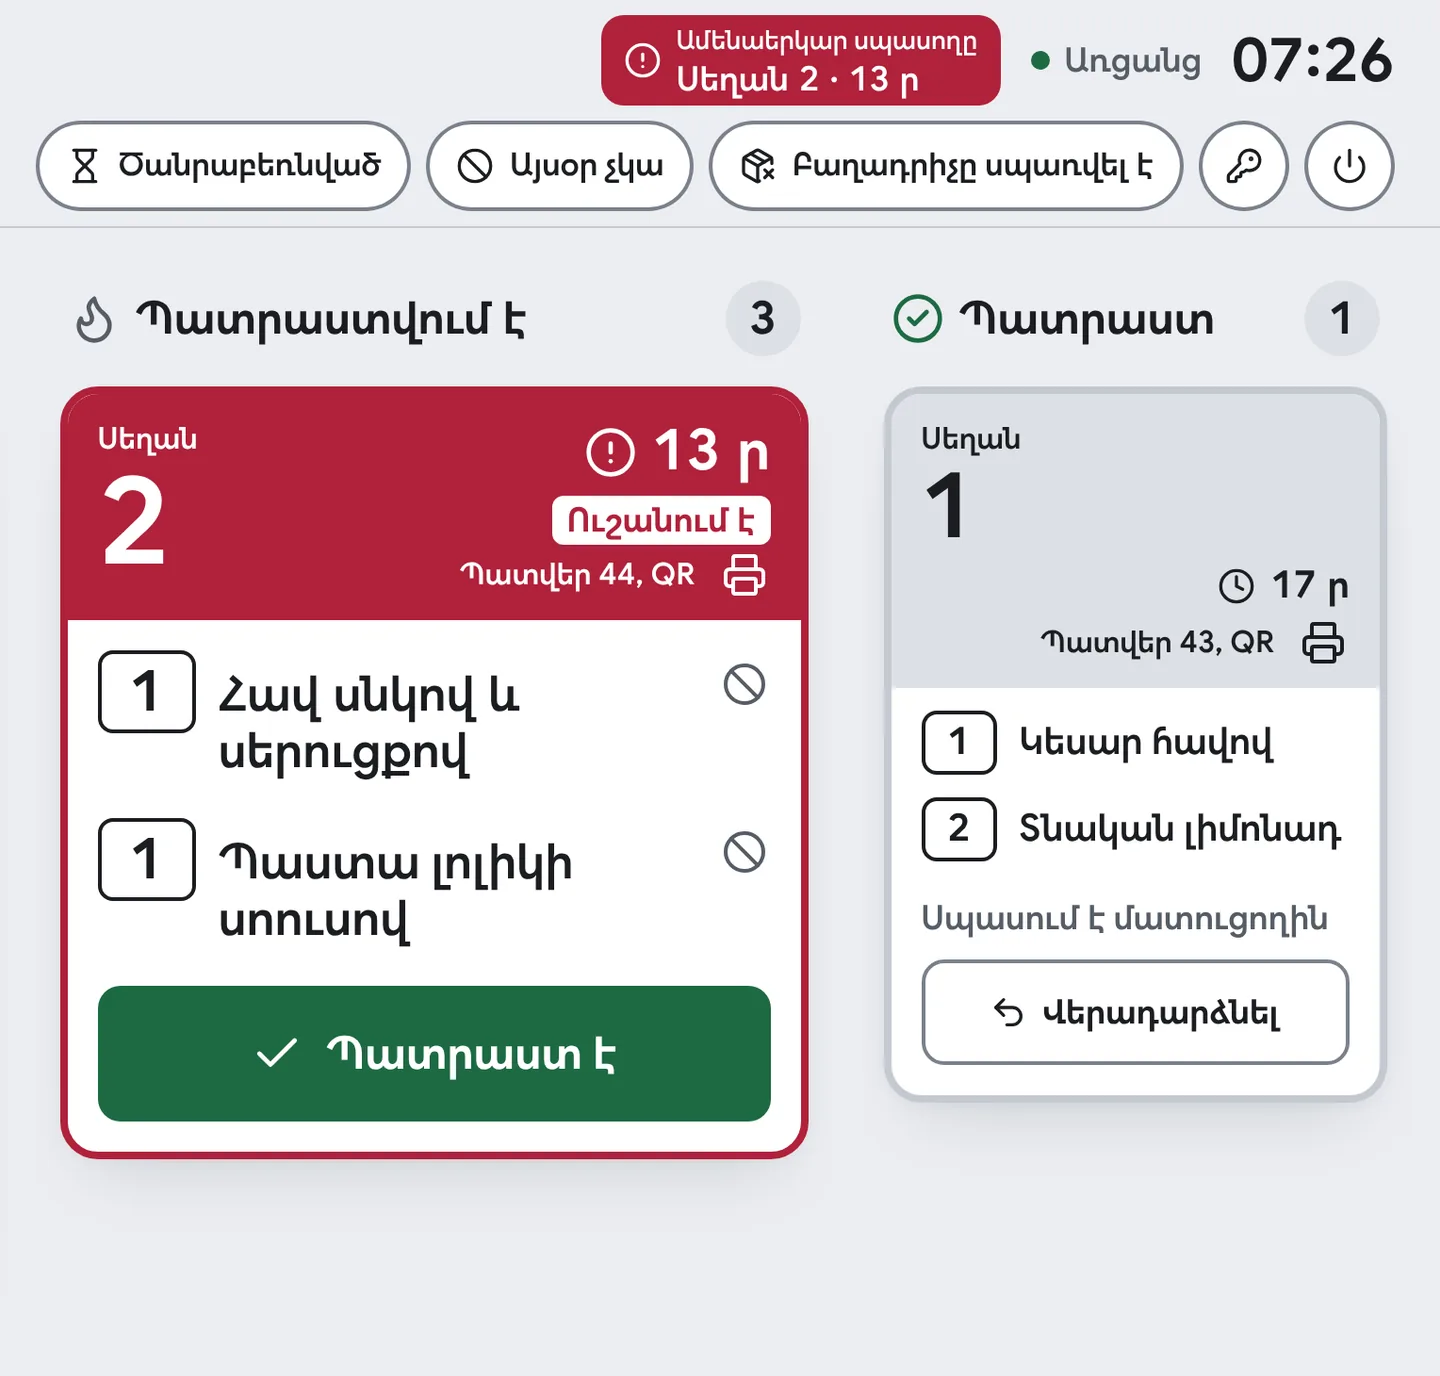 Ամենաերկար սպասողը
Սեղան 2 · 13 ր
Առցանց
07:26
Ծանրաբեռնված
Այսօր չկա
Բաղադրիչը սպառվել է
Պատրաստվում է
3
Սեղան
2
13 ր
Ուշանում է
Պատվեր 44, QR
1
Հավ սնկով և
սերուցքով
1
Պաստա լոլիկի
սոուսով
Պատրաստ է
Պատրաստ
1
Սեղան
1
17 ր
Պատվեր 43, QR
1
Կեսար հավով
2
Տնական լիմոնադ
Սպասում է մատուցողին
Վերադարձնել